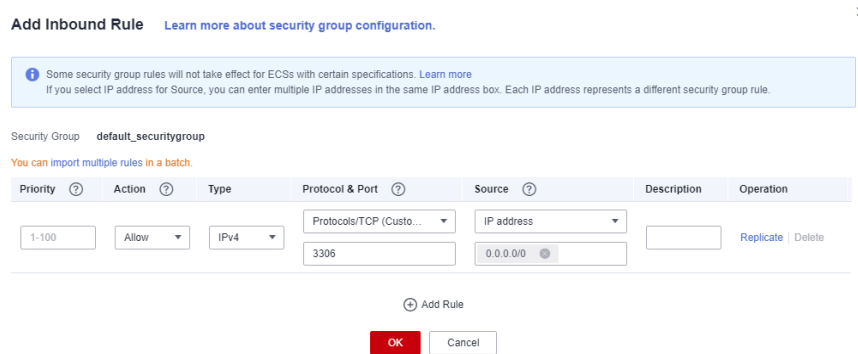 Add Inbound Rule Learn more about security group configuration.
Some security group rules will not take effect for ECSs with certain specifications. Learn more
If you select IP address for Source, you can enter multiple IP addresses in the same IP address box. Each IP address represents a different security group rule.
Security Group default_securitygroup
You can import multiple rules in a batch.
Priority Action Type Protocol & Port Source Description Operation
Protocols/TCP (Custo... IP address
1-100 Allow IPv4 Replicate Delete
3306 0.0.0.0/0
Add Rule
OK Cancel